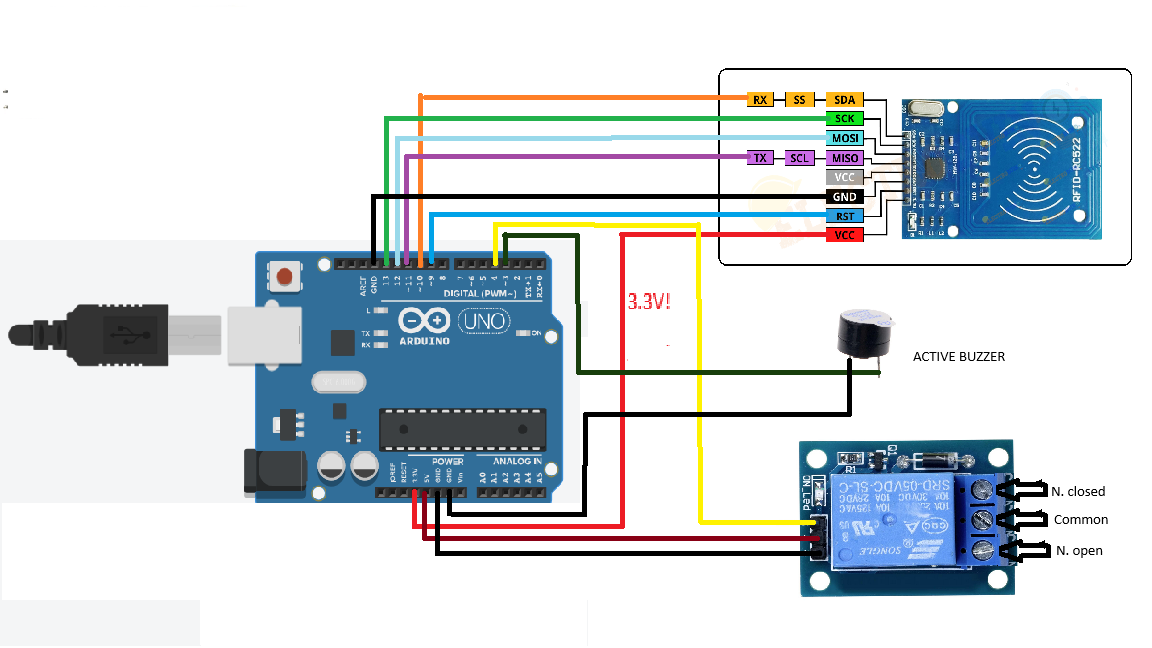 RX SS SDA
SCK
MOSI
TX SCL MISO
VCC
GND
RST
VCC
RFID-RC522
3.3V!
ACTIVE BUZZER
AREF
GND
13
12
~11
~10
~9
8
7
~6
~5
4
~3
2
TX→1
RX←0
DIGITAL (PWM~)
L
TX
RX
ARDUINO
UNO
ON
POWER
ANALOG IN
IOREF
RESET
3.3V
5V
GND
GND
Vin
A0
A1
A2
A3
A4
A5
R1
Q1
ON_Led
SRD-05VDC-SL-C
10A 30VDC 10A 28VDC
10A 125VAC
SONGLE
N. closed
Common
N. open